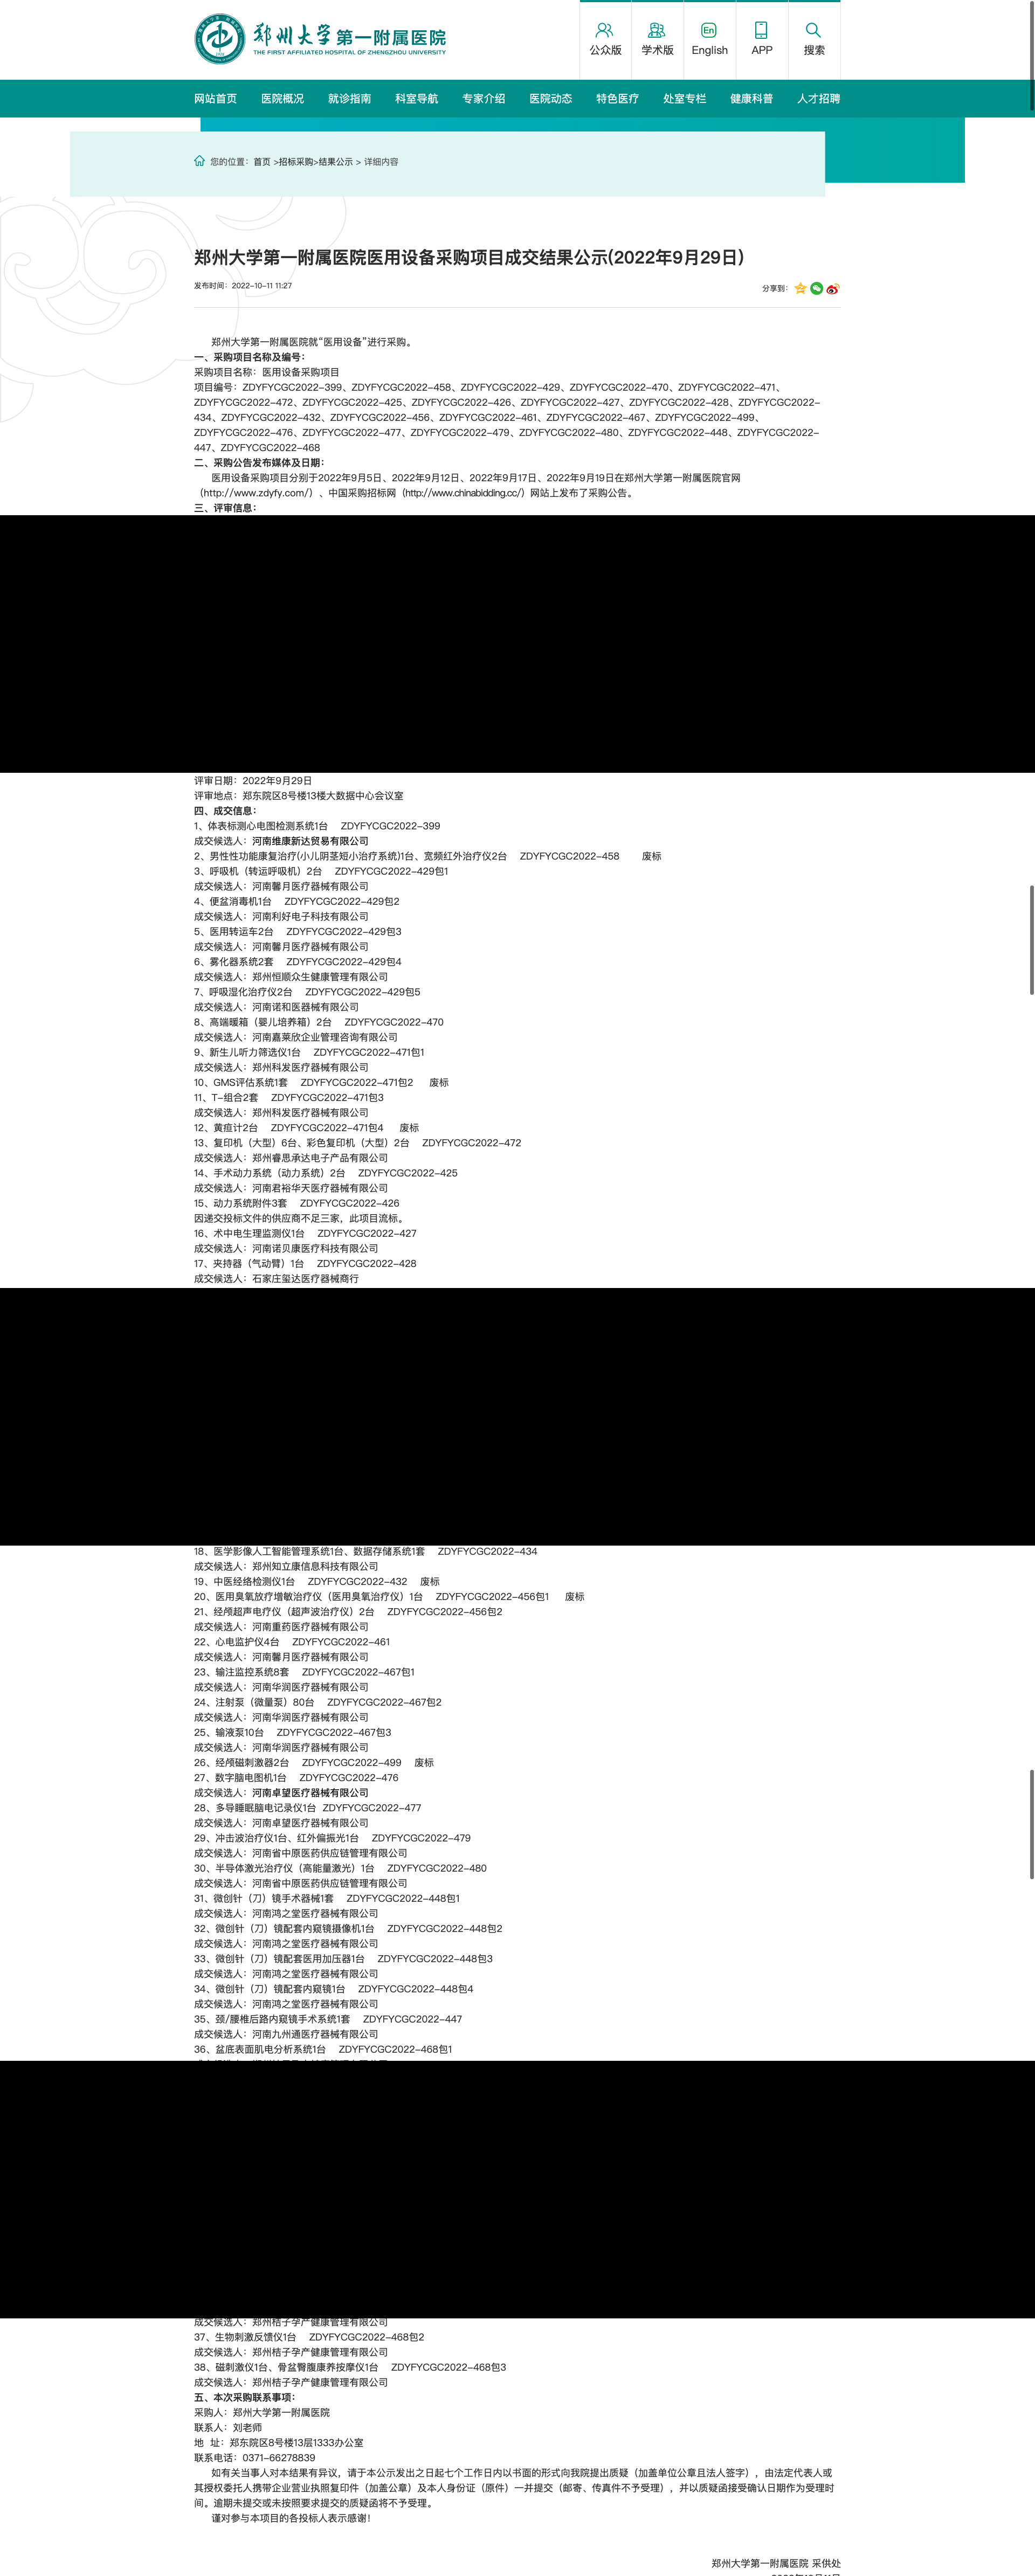 郑州大学第一附属医院
THE FIRST AFFILIATED HOSPITAL OF ZHENGZHOU UNIVERSITY
公众版 学术版 English APP 搜索
网站首页 医院概况 就诊指南 科室导航 专家介绍 医院动态 特色医疗 处室专栏 健康科普 人才招聘
您的位置：首页 >招标采购>结果公示 > 详细内容
郑州大学第一附属医院医用设备采购项目成交结果公示(2022年9月29日)
发布时间：2022-10-11 11:27
分享到：
郑州大学第一附属医院就“医用设备”进行采购。
一、采购项目名称及编号：
采购项目名称：医用设备采购项目
项目编号：ZDYFYCGC2022-399、ZDYFYCGC2022-458、ZDYFYCGC2022-429、ZDYFYCGC2022-470、ZDYFYCGC2022-471、
ZDYFYCGC2022-472、ZDYFYCGC2022-425、ZDYFYCGC2022-426、ZDYFYCGC2022-427、ZDYFYCGC2022-428、ZDYFYCGC2022-
434、ZDYFYCGC2022-432、ZDYFYCGC2022-456、ZDYFYCGC2022-461、ZDYFYCGC2022-467、ZDYFYCGC2022-499、
ZDYFYCGC2022-476、ZDYFYCGC2022-477、ZDYFYCGC2022-479、ZDYFYCGC2022-480、ZDYFYCGC2022-448、ZDYFYCGC2022-
447、ZDYFYCGC2022-468
二、采购公告发布媒体及日期：
医用设备采购项目分别于2022年9月5日、2022年9月12日、2022年9月17日、2022年9月19日在郑州大学第一附属医院官网
（http://www.zdyfy.com/）、中国采购招标网（http://www.chinabidding.cc/）网站上发布了采购公告。
三、评审信息：
评审日期：2022年9月29日
评审地点：郑东院区8号楼13楼大数据中心会议室
四、成交信息：
1、体表标测心电图检测系统1台 ZDYFYCGC2022-399
成交候选人：河南维康新达贸易有限公司
2、男性性功能康复治疗(小儿阴茎短小治疗系统)1台、宽频红外治疗仪2台 ZDYFYCGC2022-458 废标
3、呼吸机（转运呼吸机）2台 ZDYFYCGC2022-429包1
成交候选人：河南馨月医疗器械有限公司
4、便盆消毒机1台 ZDYFYCGC2022-429包2
成交候选人：河南利好电子科技有限公司
5、医用转运车2台 ZDYFYCGC2022-429包3
成交候选人：河南馨月医疗器械有限公司
6、雾化器系统2套 ZDYFYCGC2022-429包4
成交候选人：郑州恒顺众生健康管理有限公司
7、呼吸湿化治疗仪2台 ZDYFYCGC2022-429包5
成交候选人：河南诺和医器械有限公司
8、高端暖箱（婴儿培养箱）2台 ZDYFYCGC2022-470
成交候选人：河南嘉莱欣企业管理咨询有限公司
9、新生儿听力筛选仪1台 ZDYFYCGC2022-471包1
成交候选人：郑州科发医疗器械有限公司
10、GMS评估系统1套 ZDYFYCGC2022-471包2 废标
11、T-组合2套 ZDYFYCGC2022-471包3
成交候选人：郑州科发医疗器械有限公司
12、黄疸计2台 ZDYFYCGC2022-471包4 废标
13、复印机（大型）6台、彩色复印机（大型）2台 ZDYFYCGC2022-472
成交候选人：郑州睿思承达电子产品有限公司
14、手术动力系统（动力系统）2台 ZDYFYCGC2022-425
成交候选人：河南君裕华天医疗器械有限公司
15、动力系统附件3套 ZDYFYCGC2022-426
因递交投标文件的供应商不足三家，此项目流标。
16、术中电生理监测仪1台 ZDYFYCGC2022-427
成交候选人：河南诺贝康医疗科技有限公司
17、夹持器（气动臂）1台 ZDYFYCGC2022-428
成交候选人：石家庄玺达医疗器械商行
18、医学影像人工智能管理系统1台、数据存储系统1套 ZDYFYCGC2022-434
成交候选人：郑州知立康信息科技有限公司
19、中医经络检测仪1台 ZDYFYCGC2022-432 废标
20、医用臭氧放疗增敏治疗仪（医用臭氧治疗仪）1台 ZDYFYCGC2022-456包1 废标
21、经颅超声电疗仪（超声波治疗仪）2台 ZDYFYCGC2022-456包2
成交候选人：河南重药医疗器械有限公司
22、心电监护仪4台 ZDYFYCGC2022-461
成交候选人：河南馨月医疗器械有限公司
23、输注监控系统8套 ZDYFYCGC2022-467包1
成交候选人：河南华润医疗器械有限公司
24、注射泵（微量泵）80台 ZDYFYCGC2022-467包2
成交候选人：河南华润医疗器械有限公司
25、输液泵10台 ZDYFYCGC2022-467包3
成交候选人：河南华润医疗器械有限公司
26、经颅磁刺激器2台 ZDYFYCGC2022-499 废标
27、数字脑电图机1台 ZDYFYCGC2022-476
成交候选人：河南卓望医疗器械有限公司
28、多导睡眠脑电记录仪1台 ZDYFYCGC2022-477
成交候选人：河南卓望医疗器械有限公司
29、冲击波治疗仪1台、红外偏振光1台 ZDYFYCGC2022-479
成交候选人：河南省中原医药供应链管理有限公司
30、半导体激光治疗仪（高能量激光）1台 ZDYFYCGC2022-480
成交候选人：河南省中原医药供应链管理有限公司
31、微创针（刀）镜手术器械1套 ZDYFYCGC2022-448包1
成交候选人：河南鸿之堂医疗器械有限公司
32、微创针（刀）镜配套内窥镜摄像机1台 ZDYFYCGC2022-448包2
成交候选人：河南鸿之堂医疗器械有限公司
33、微创针（刀）镜配套医用加压器1台 ZDYFYCGC2022-448包3
成交候选人：河南鸿之堂医疗器械有限公司
34、微创针（刀）镜配套内窥镜1台 ZDYFYCGC2022-448包4
成交候选人：河南鸿之堂医疗器械有限公司
35、颈/腰椎后路内窥镜手术系统1套 ZDYFYCGC2022-447
成交候选人：河南九州通医疗器械有限公司
36、盆底表面肌电分析系统1台 ZDYFYCGC2022-468包1
成交候选人：郑州桔子孕产健康管理有限公司
37、生物刺激反馈仪1台 ZDYFYCGC2022-468包2
成交候选人：郑州桔子孕产健康管理有限公司
38、磁刺激仪1台、骨盆臀腹康养按摩仪1台 ZDYFYCGC2022-468包3
成交候选人：郑州桔子孕产健康管理有限公司
五、本次采购联系事项：
采购人：郑州大学第一附属医院
联系人：刘老师
地 址：郑东院区8号楼13层1333办公室
联系电话：0371-66278839
如有关当事人对本结果有异议，请于本公示发出之日起七个工作日内以书面的形式向我院提出质疑（加盖单位公章且法人签字），由法定代表人或
其授权委托人携带企业营业执照复印件（加盖公章）及本人身份证（原件）一并提交（邮寄、传真件不予受理），并以质疑函接受确认日期作为受理时
间。逾期未提交或未按照要求提交的质疑函将不予受理。
谨对参与本项目的各投标人表示感谢！
郑州大学第一附属医院 采供处